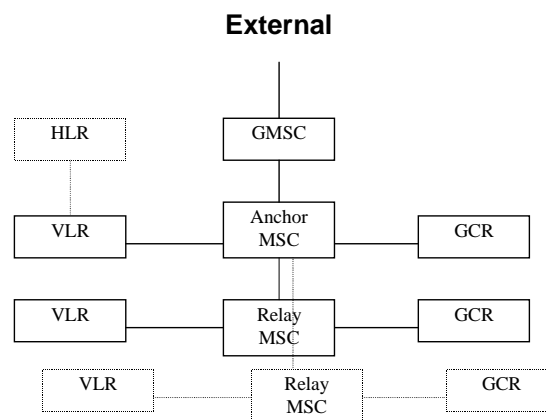 External
HLR
GMSC
VLR
Anchor
MSC
GCR
VLR
Relay
MSC
GCR
VLR
Relay
MSC
GCR